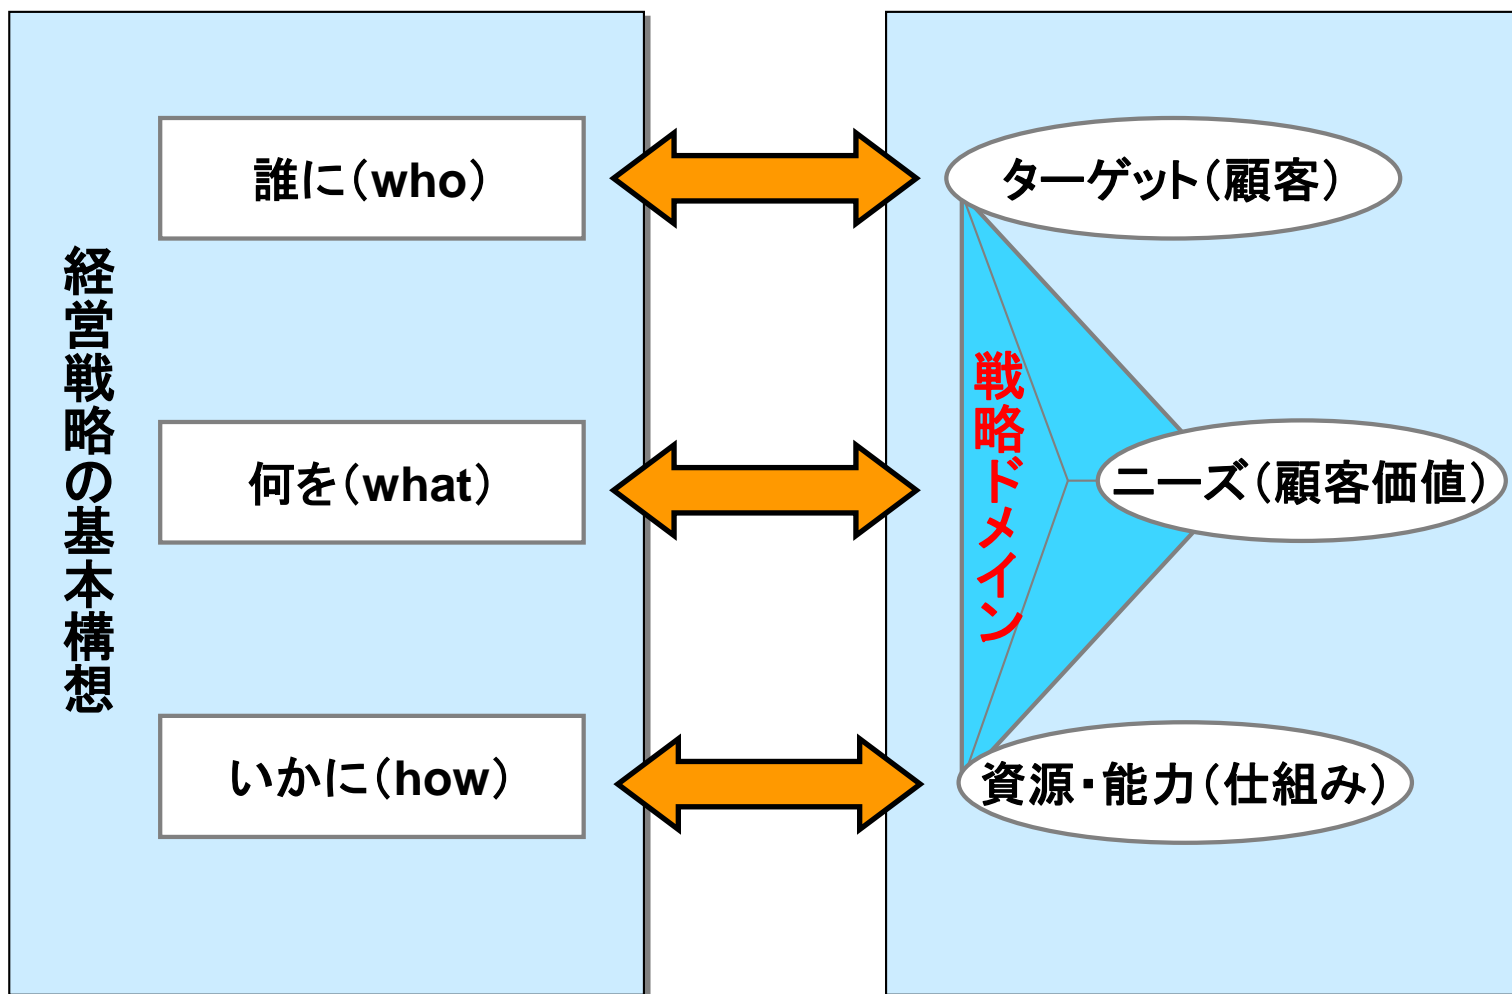 経営戦略の基本構想
誰に（who）
ターゲット（顧客）
戦略ドメイン
何を（what）
ニーズ（顧客価値）
いかに（how）
資源・能力（仕組み）